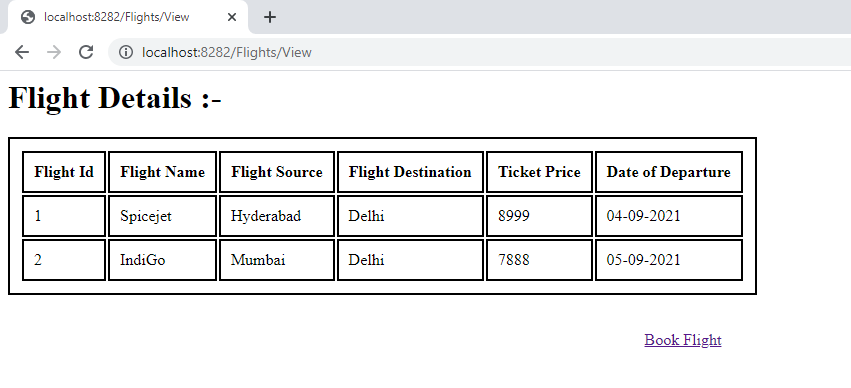 localhost:8282/Flights/View
localhost:8282/Flights/View
Flight Details :-
Flight Id Flight Name Flight Source Flight Destination Ticket Price Date of Departure
1 Spicejet Hyderabad Delhi 8999 04-09-2021
2 IndiGo Mumbai Delhi 7888 05-09-2021
Book Flight